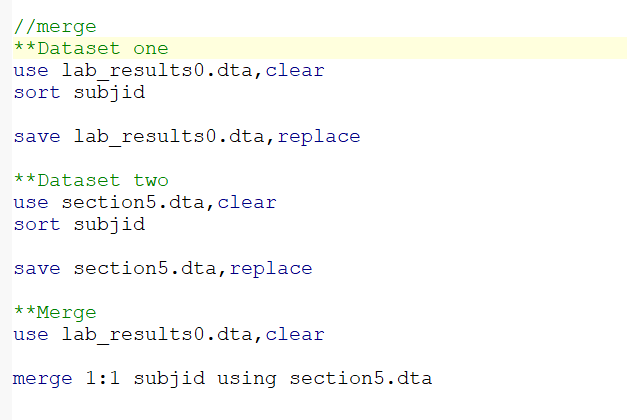 //merge
**Dataset one
use lab_results0.dta,clear
sort subjid
save lab_results0.dta,replace
**Dataset two
use section5.dta,clear
sort subjid
save section5.dta,replace
**Merge
use lab_results0.dta,clear
merge 1:1 subjid using section5.dta